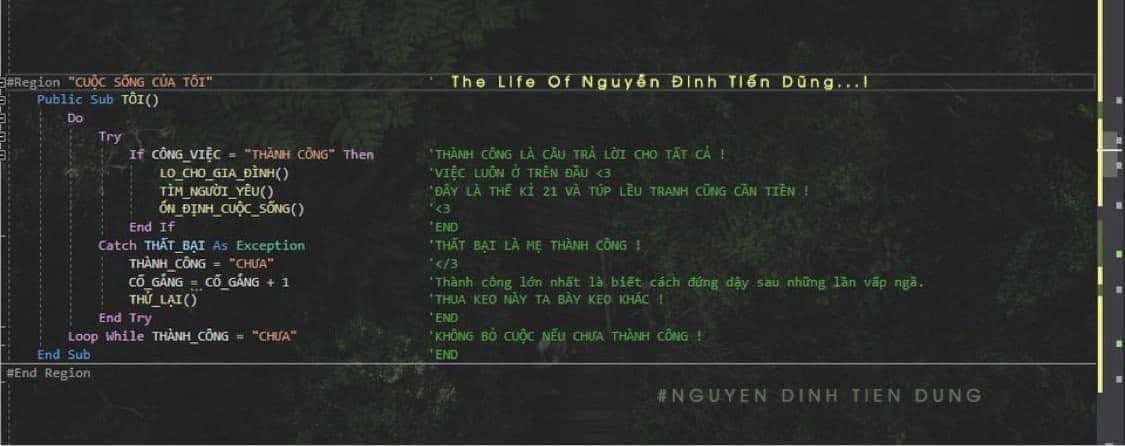 #Region "CUỘC SỐNG CỦA TÔI" ' The Life Of Nguyễn Đình Tiến Dũng...!
Public Sub TÔI()
Do
Try
If CÔNG_VIỆC = "THÀNH CÔNG" Then 'THÀNH CÔNG LÀ CÂU TRẢ LỜI CHO TẤT CẢ !
LO_CHO_GIA_ĐÌNH() 'VIỆC LUÔN Ở TRÊN ĐẦU <3
TÌM_NGƯỜI_YÊU() 'ĐÂY LÀ THẾ KỈ 21 VÀ TÚP LỀU TRANH CŨNG CẦN TIỀN !
ỔN_ĐỊNH_CUỘC_SỐNG() '<3
End If 'END
Catch THẤT_BẠI As Exception 'THẤT BẠI LÀ MẸ THÀNH CÔNG !
THÀNH_CÔNG = "CHƯA" '</3
CỐ_GẮNG = CỐ_GẮNG + 1 'Thành công lớn nhất là biết cách đứng dậy sau những lần vấp ngã.
THỬ_LẠI() 'THUA KEO NÀY TA BÀY KEO KHÁC !
End Try 'END
Loop While THÀNH_CÔNG = "CHƯA" 'KHÔNG BỎ CUỘC NẾU CHƯA THÀNH CÔNG !
End Sub 'END
#End Region
#NGUYEN DINH TIEN DUNG